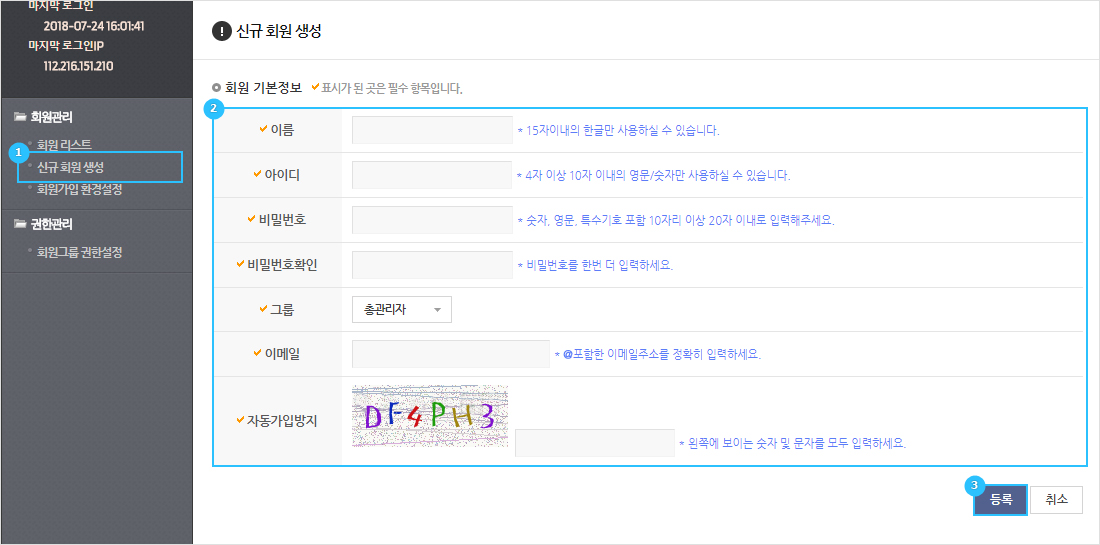 마지막 로그인
2018-07-24 16:01:41
마지막 로그인IP
112.216.151.210
회원관리
회원 리스트
1
신규 회원 생성
회원가입 환경설정
권한관리
회원그룹 권한설정
! 신규 회원 생성
회원 기본정보 표시가 된 곳은 필수 항목입니다.
2
이름 * 15자이내의 한글만 사용하실 수 있습니다.
아이디 * 4자 이상 10자 이내의 영문/숫자만 사용하실 수 있습니다.
비밀번호 * 숫자, 영문, 특수기호 포함 10자리 이상 20자 이내로 입력해주세요.
비밀번호확인 * 비밀번호를 한번 더 입력하세요.
그룹 총관리자
이메일 * @포함한 이메일주소를 정확히 입력하세요.
자동가입방지 DF4PH3 * 왼쪽에 보이는 숫자 및 문자를 모두 입력하세요.
3
등록 취소